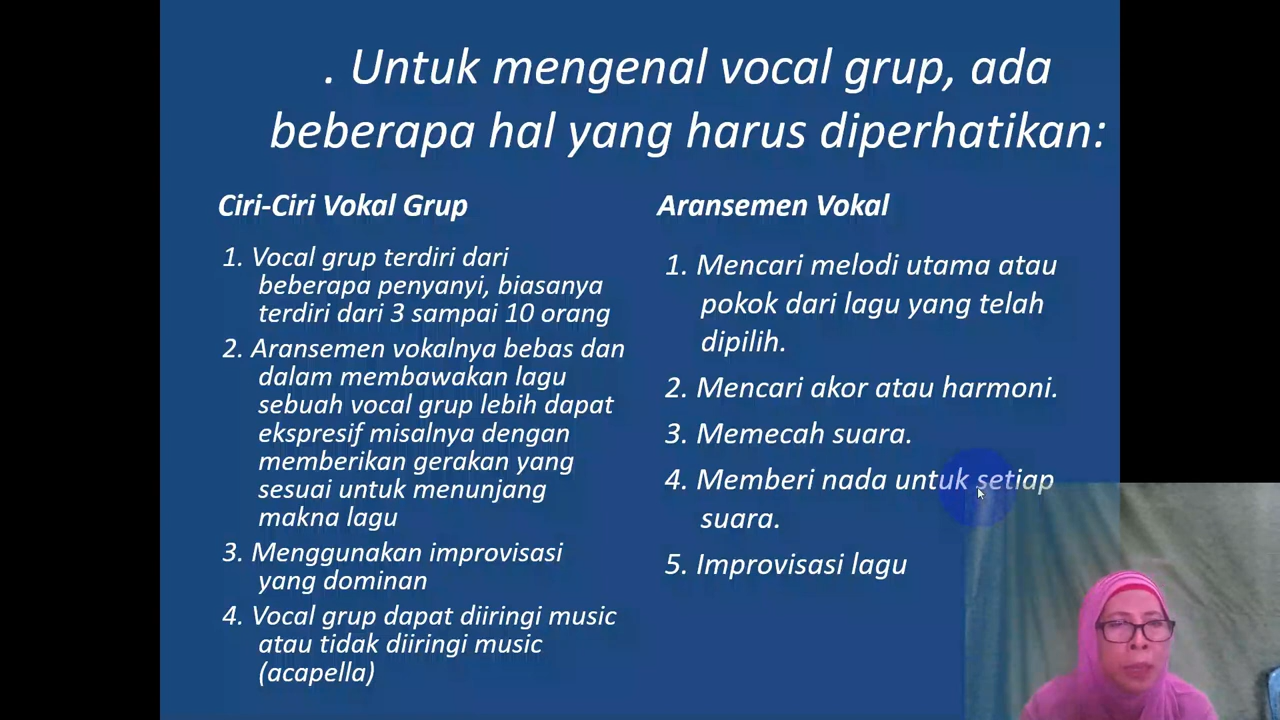 . Untuk mengenal vocal grup, ada
beberapa hal yang harus diperhatikan:
Ciri-Ciri Vokal Grup
1. Vocal grup terdiri dari
beberapa penyanyi, biasanya
terdiri dari 3 sampai 10 orang
2. Aransemen vokalnya bebas dan
dalam membawakan lagu
sebuah vocal grup lebih dapat
ekspresif misalnya dengan
memberikan gerakan yang
sesuai untuk menunjang
makna lagu
3. Menggunakan improvisasi
yang dominan
4. Vocal grup dapat diiringi music
atau tidak diiringi music
(acapella)
Aransemen Vokal
1. Mencari melodi utama atau
pokok dari lagu yang telah
dipilih.
2. Mencari akor atau harmoni.
3. Memecah suara.
4. Memberi nada untuk setiap
suara.
5. Improvisasi lagu